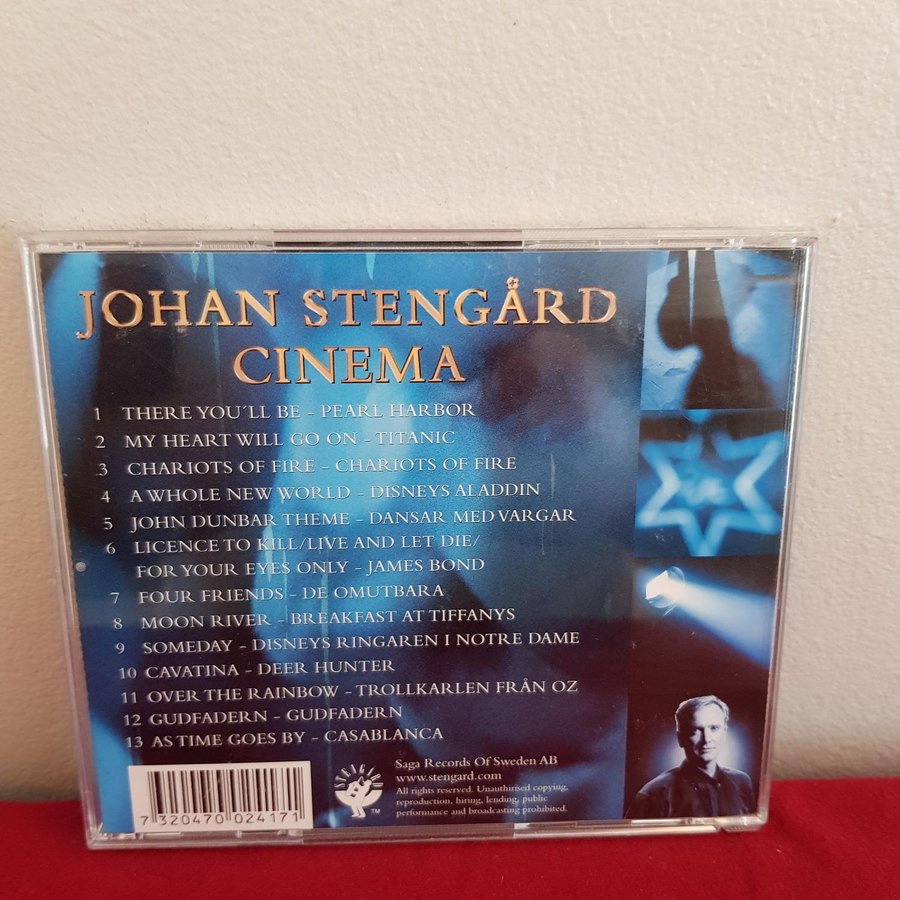 JOHAN STENGÅRD
CINEMA
1 THERE YOU´LL BE - PEARL HARBOR
2 MY HEART WILL GO ON - TITANIC
3 CHARIOTS OF FIRE - CHARIOTS OF FIRE
4 A WHOLE NEW WORLD - DISNEYS ALADDIN
5 JOHN DUNBAR THEME - DANSAR MED VARGAR
6 LICENCE TO KILL/LIVE AND LET DIE/
FOR YOUR EYES ONLY - JAMES BOND
7 FOUR FRIENDS - DE OMUTBARA
8 MOON RIVER - BREAKFAST AT TIFFANYS
9 SOMEDAY - DISNEYS RINGAREN I NOTRE DAME
10 CAVATINA - DEER HUNTER
11 OVER THE RAINBOW - TROLLKARLEN FRÅN OZ
12 GUDFADERN - GUDFADERN
13 AS TIME GOES BY - CASABLANCA
7 320470 024171
STENGARD
TM
Saga Records Of Sweden AB
www.stengard.com
All rights reserved. Unauthirised copying,
reproduction, hiring, lending, public
performance and broadcasting prohibited.